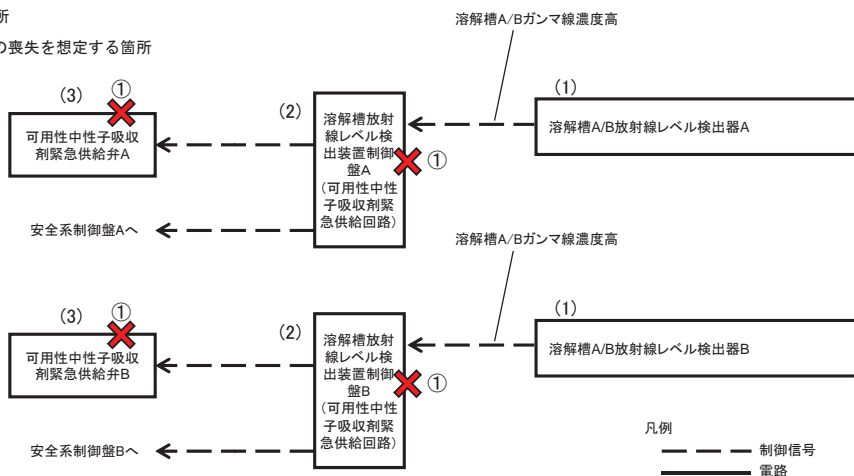 所
の喪失を想定する箇所
溶解槽A/Bガンマ線濃度高
(3)
①
可用性中性子吸収
剤緊急供給弁A
(2)
溶解槽放射
線レベル検
出装置制御
盤A
(可用性中性
子吸収剤緊
急供給回路)
①
(1)
溶解槽A/B放射線レベル検出器A
安全系制御盤Aへ
溶解槽A/Bガンマ線濃度高
(3)
①
可用性中性子吸収
剤緊急供給弁B
(2)
溶解槽放射
線レベル検
出装置制御
盤B
(可用性中性
子吸収剤緊
急供給回路)
①
(1)
溶解槽A/B放射線レベル検出器B
安全系制御盤Bへ
凡例
制御信号
電路